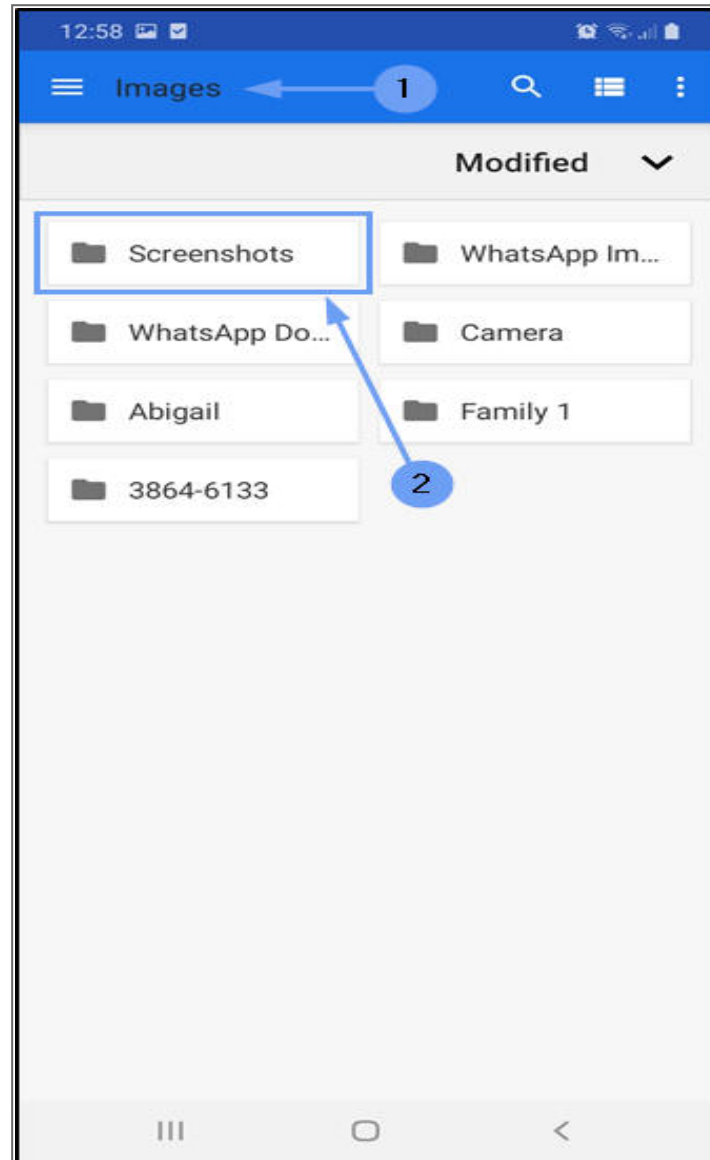 12:58
Images 1
Modified
Screenshots WhatsApp Im...
WhatsApp Do... Camera
Abigail Family 1
3864-6133 2